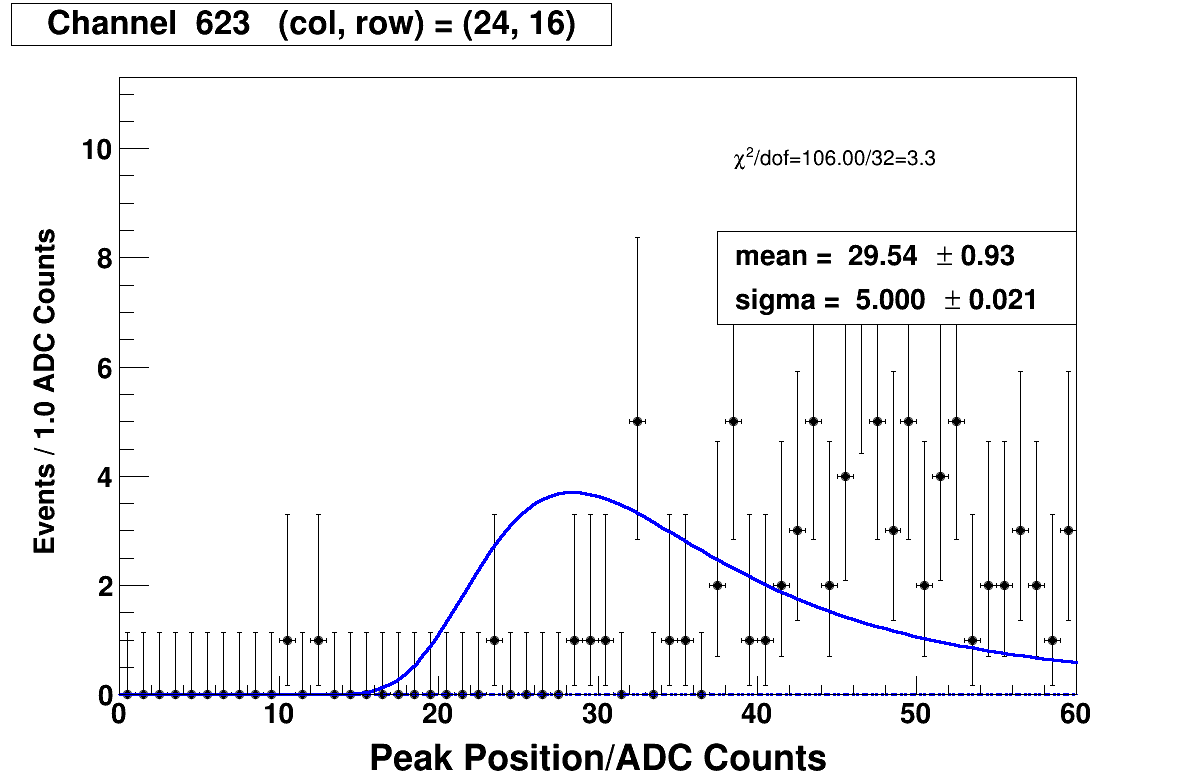 Channel 623 (col, row) = (24, 16)
χ²/dof=106.00/32=3.3
mean = 29.54 ± 0.93
sigma = 5.000 ± 0.021
Events / 1.0 ADC Counts
10
8
6
4
2
0
0 10 20 30 40 50 60
Peak Position/ADC Counts